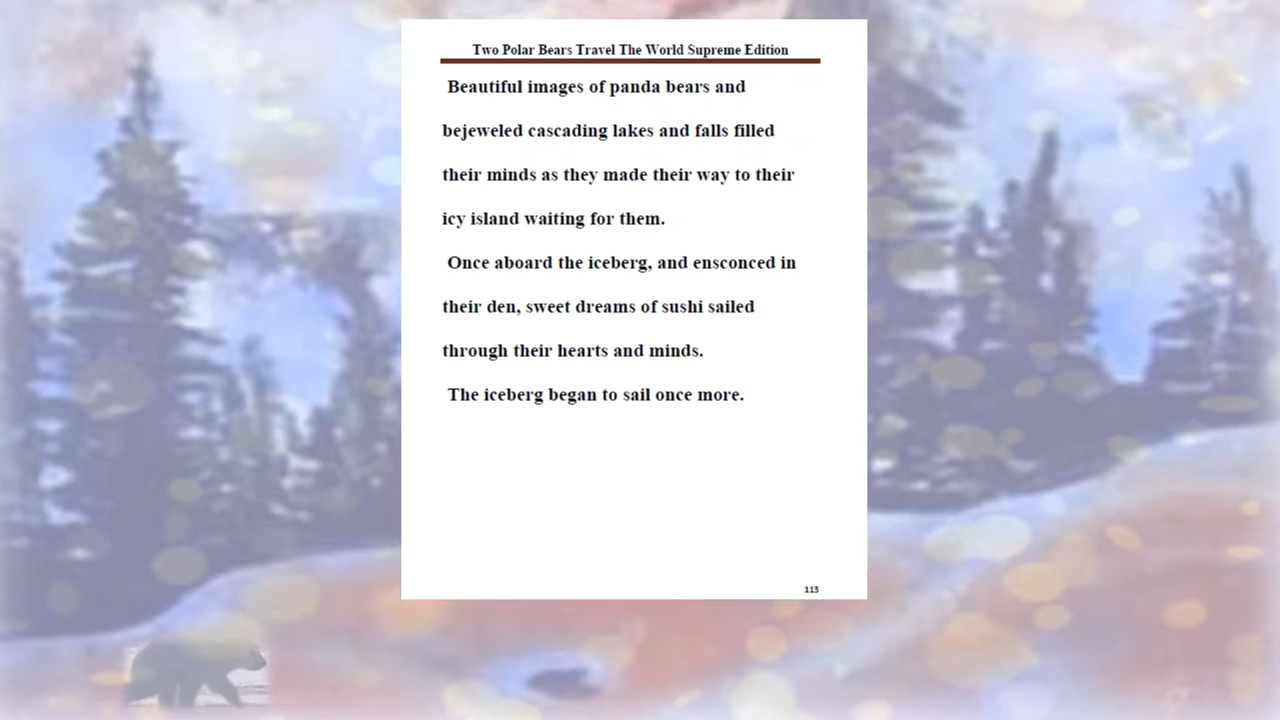 Two Polar Bears Travel The World Supreme Edition
Beautiful images of panda bears and
bejeweled cascading lakes and falls filled
their minds as they made their way to their
icy island waiting for them.
Once aboard the iceberg, and ensconced in
their den, sweet dreams of sushi sailed
through their hearts and minds.
The iceberg began to sail once more.
113